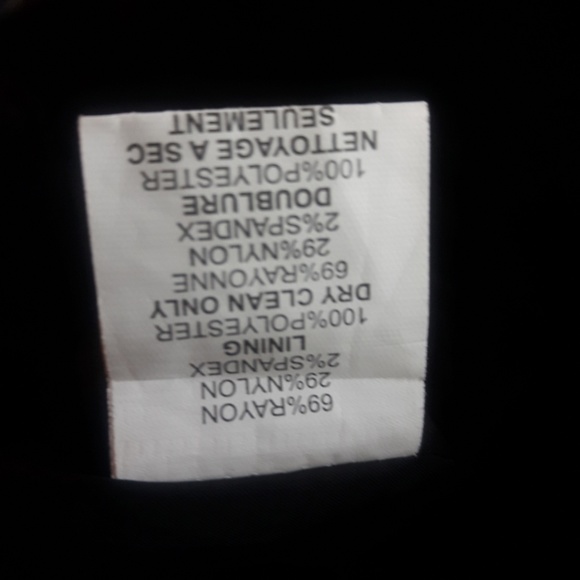 69%RAYON
29%NYLON
2%SPANDEX
LINING
100%POLYESTER
DRY CLEAN ONLY
69%RAYONNE
29%NYLON
2%SPANDEX
DOUBLURE
100%POLYESTER
NETTOYAGE A SEC
SEULEMENT